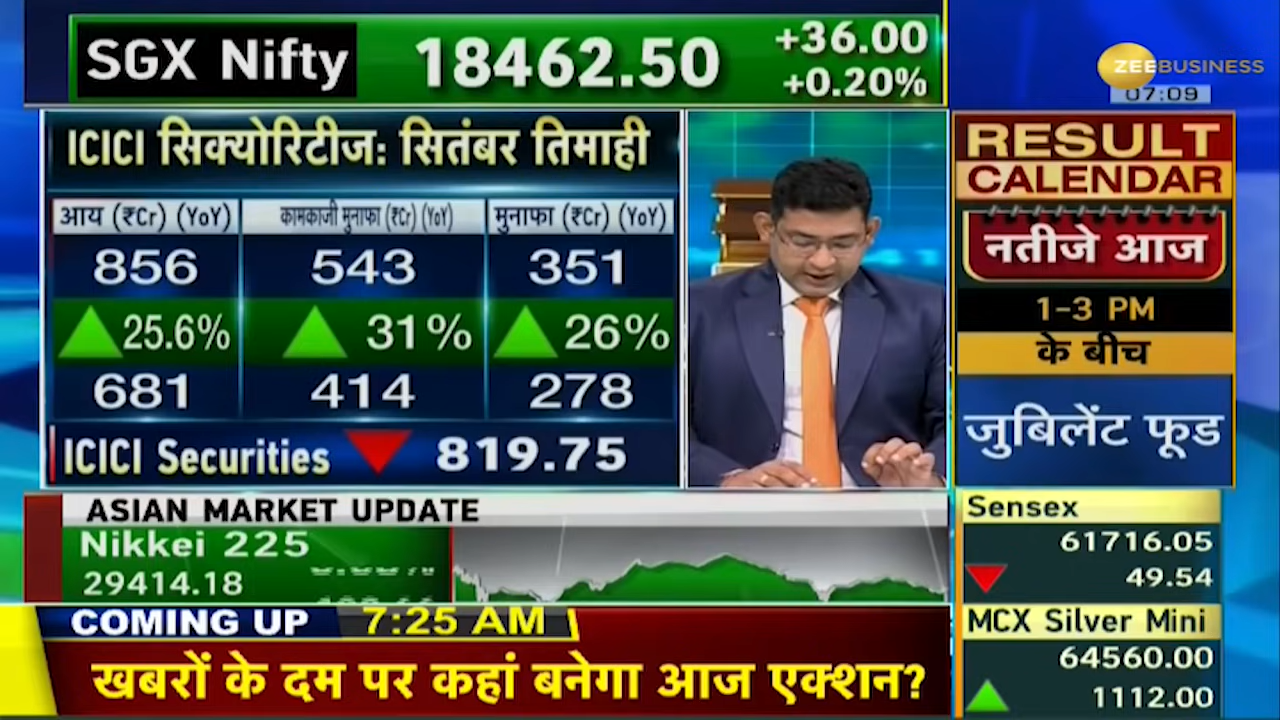 SGX Nifty 18462.50 +36.00
+0.20%
ZEEBUSINESS
07:09
ICICI सिक्योरिटीज: सितंबर तिमाही
आय (₹Cr) (YoY) कामकाजी मुनाफा (₹Cr) (YoY) मुनाफा (₹Cr) (YoY)
856 543 351
25.6% 31% 26%
681 414 278
ICICI Securities 819.75
RESULT
CALENDAR
नतीजे आज
1-3 PM
के बीच
जुबिलेंट फूड
ASIAN MARKET UPDATE
Nikkei 225
29414.18
Sensex
61716.05
49.54
MCX Silver Mini
64560.00
1112.00
COMING UP 7:25 AM
खबरों के दम पर कहां बनेगा आज एक्शन?